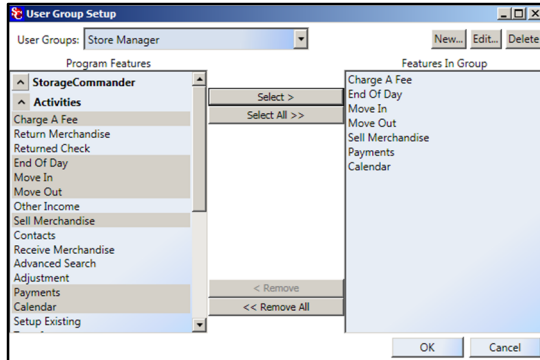 User Group Setup
User Groups: Store Manager
New... Edit... Delete
Program Features
Features In Group
StorageCommander
Activities
Charge A Fee
Return Merchandise
Returned Check
End Of Day
Move In
Move Out
Other Income
Sell Merchandise
Contacts
Receive Merchandise
Advanced Search
Adjustment
Payments
Calendar
Setup Existing
Select >
Select All >>
< Remove
<< Remove All
Charge A Fee
End Of Day
Move In
Move Out
Sell Merchandise
Payments
Calendar
OK
Cancel